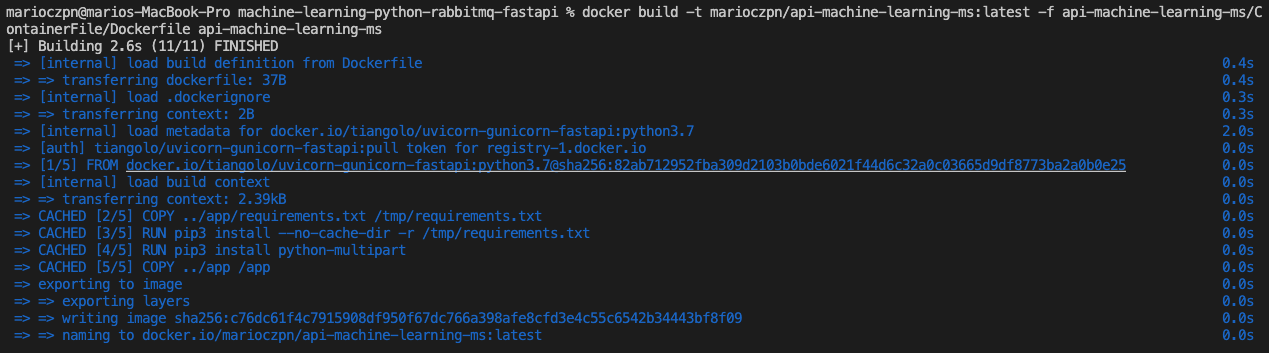 marioczpn@marios-MacBook-Pro machine-learning-python-rabbitmq-fastapi % docker build -t marioczpn/api-machine-learning-ms:latest -f api-machine-learning-ms/C
ontainerFile/Dockerfile api-machine-learning-ms
[+] Building 2.6s (11/11) FINISHED
=> [internal] load build definition from Dockerfile 0.4s
=> => transferring dockerfile: 37B 0.0s
=> [internal] load .dockerignore 0.3s
=> => transferring context: 2B 0.3s
=> [internal] load metadata for docker.io/tiangolo/uvicorn-gunicorn-fastapi:python3.7 2.0s
=> [auth] tiangolo/uvicorn-gunicorn-fastapi:pull token for registry-1.docker.io 0.0s
=> [1/5] FROM docker.io/tiangolo/uvicorn-gunicorn-fastapi:python3.7@sha256:82ab712952fba309d2103b0bde6021f44d6c32a0c03665d9df8773ba2a0b0e25 0.0s
=> [internal] load build context 0.0s
=> => transferring context: 2.39kB 0.0s
=> CACHED [2/5] COPY ../app/requirements.txt /tmp/requirements.txt 0.0s
=> CACHED [3/5] RUN pip3 install --no-cache-dir -r /tmp/requirements.txt 0.0s
=> CACHED [4/5] RUN pip3 install python-multipart 0.0s
=> CACHED [5/5] COPY ../app /app 0.0s
=> exporting to image 0.0s
=> => exporting layers 0.0s
=> => writing image sha256:c76dc61f4c7915908df950f67dc766a398afe8cfd3e4c55c6542b34443bf8f09 0.0s
=> => naming to docker.io/marioczpn/api-machine-learning-ms:latest 0.0s